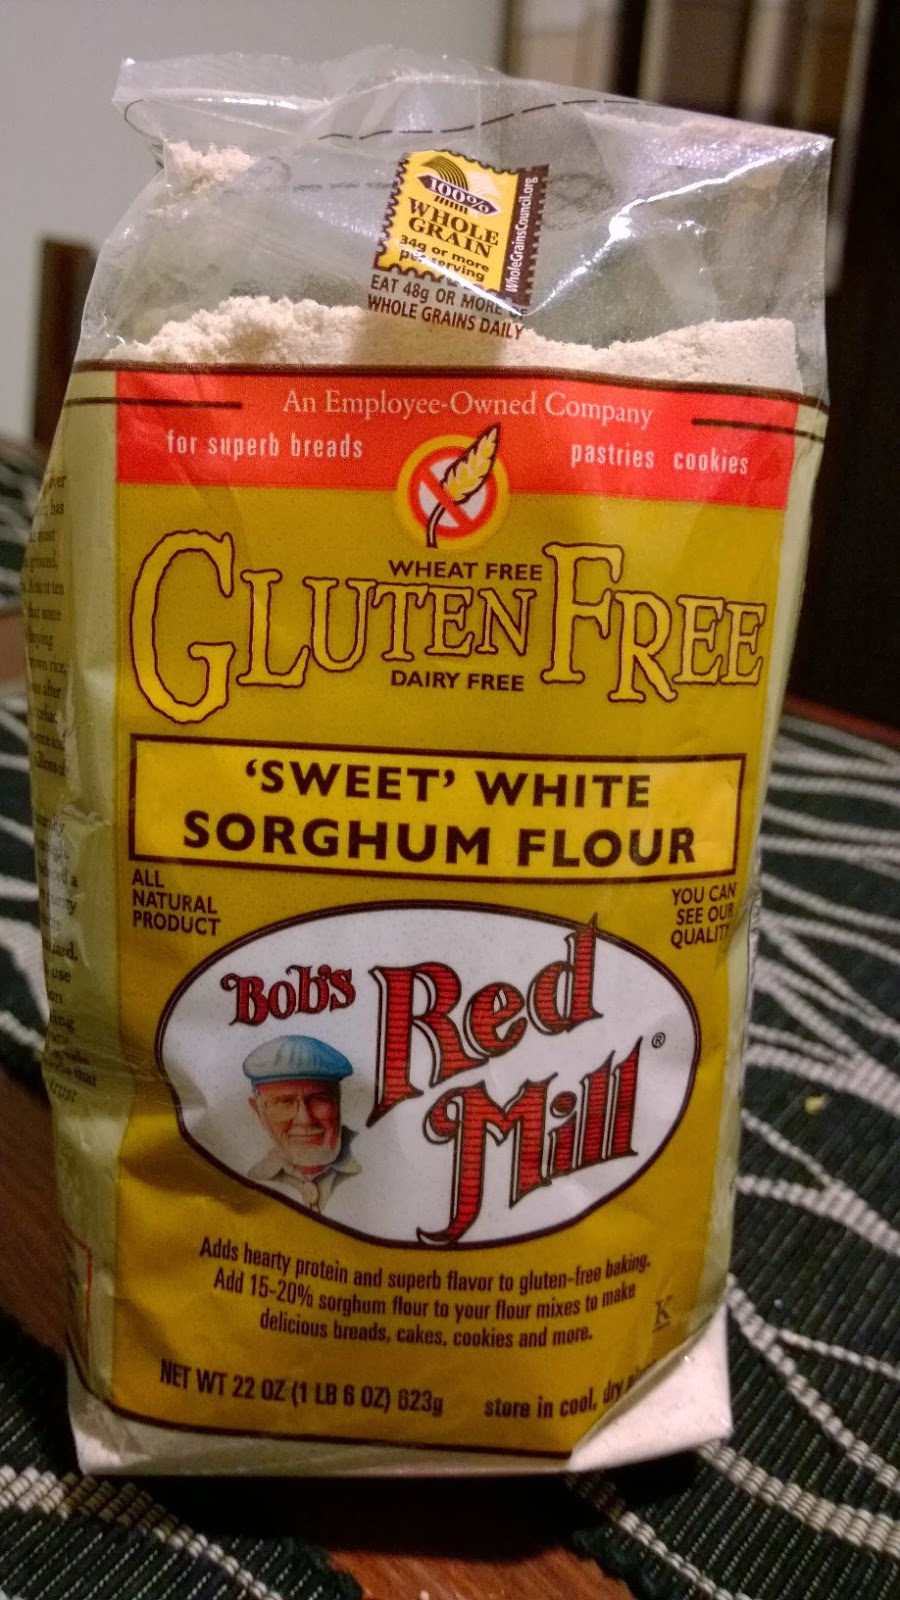 100%
WHOLE
GRAIN
34g or more
per serving
WholeGrainsCouncil.org
EAT 48g OR MORE OF
WHOLE GRAINS DAILY
An Employee-Owned Company
for superb breads
pastries cookies
WHEAT FREE
GLUTEN FREE
DAIRY FREE
'SWEET' WHITE
SORGHUM FLOUR
ALL
NATURAL
PRODUCT
YOU CAN
SEE OUR
QUALITY
Bob's
Red
Mill®
Adds hearty protein and superb flavor to gluten-free baking.
Add 15-20% sorghum flour to your flour mixes to make
delicious breads, cakes, cookies and more.
K
NET WT 22 OZ (1 LB 6 OZ) 623g
store in cool, dry